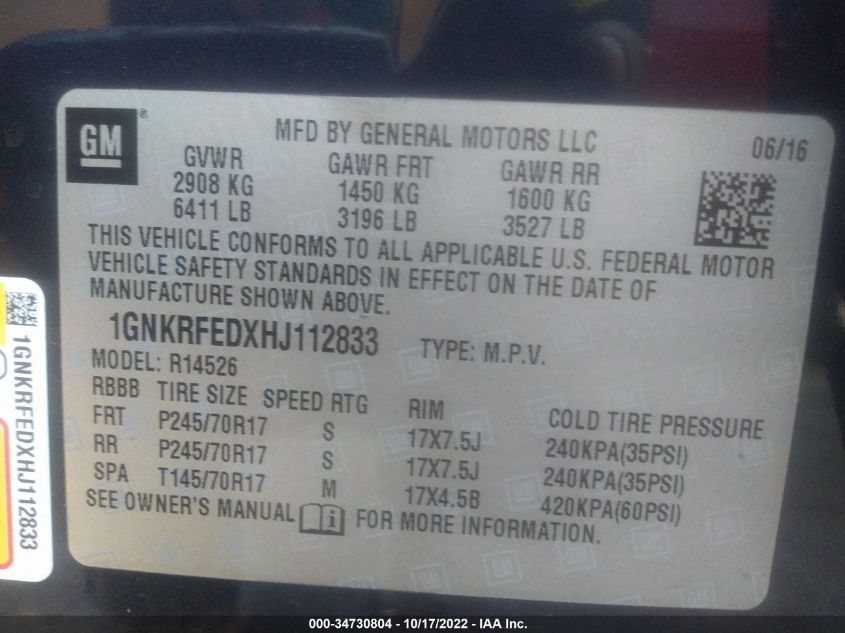 GM ®
MFD BY GENERAL MOTORS LLC
06/16
GVWR GAWR FRT GAWR RR
2908 KG 1450 KG 1600 KG
6411 LB 3196 LB 3527 LB
THIS VEHICLE CONFORMS TO ALL APPLICABLE U.S. FEDERAL MOTOR
VEHICLE SAFETY STANDARDS IN EFFECT ON THE DATE OF
MANUFACTURE SHOWN ABOVE.
1GNKRFEDXHJ112833 TYPE: M.P.V.
MODEL: R14526
RBBB TIRE SIZE SPEED RTG RIM COLD TIRE PRESSURE
FRT P245/70R17 S 17X7.5J 240KPA(35PSI)
RR P245/70R17 S 17X7.5J 240KPA(35PSI)
SPA T145/70R17 M 17X4.5B 420KPA(60PSI)
SEE OWNER'S MANUAL i FOR MORE INFORMATION.
1GNKRFEDXHJ112833
000-34730804 - 10/17/2022 - IAA Inc.